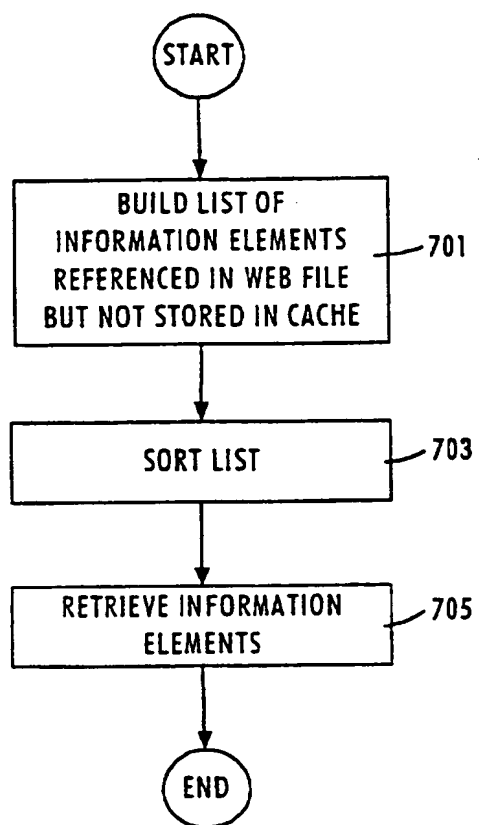 START
BUILD LIST OF
INFORMATION ELEMENTS
REFERENCED IN WEB FILE
BUT NOT STORED IN CACHE
701
SORT LIST
703
RETRIEVE INFORMATION
ELEMENTS
705
END